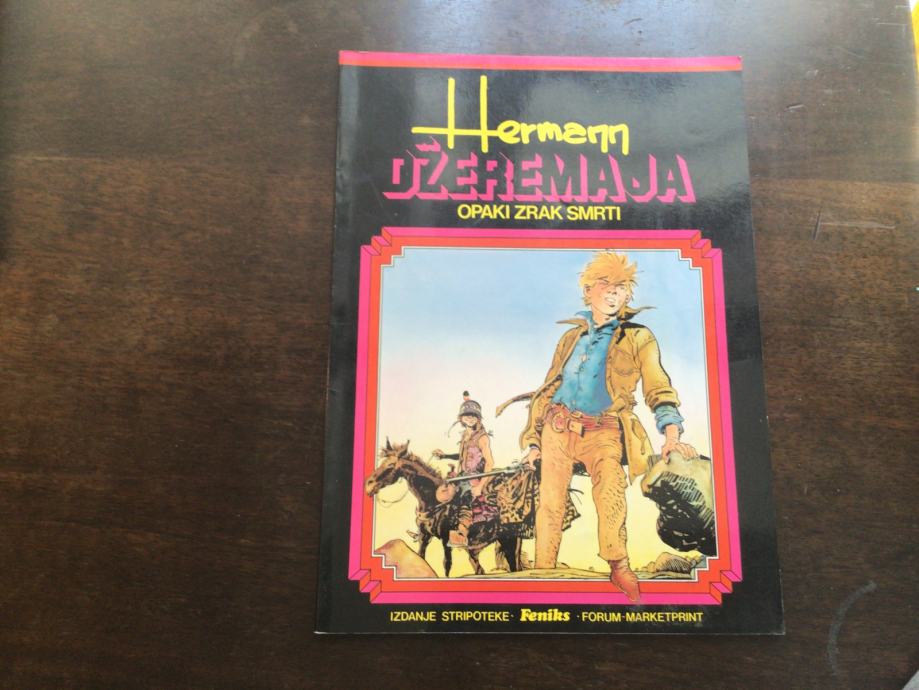 Hermann
DŽEREMAJA
OPAKI ZRAK SMRTI
IZDANJE STRIPOTEKE · Feniks · FORUM-MARKETPRINT